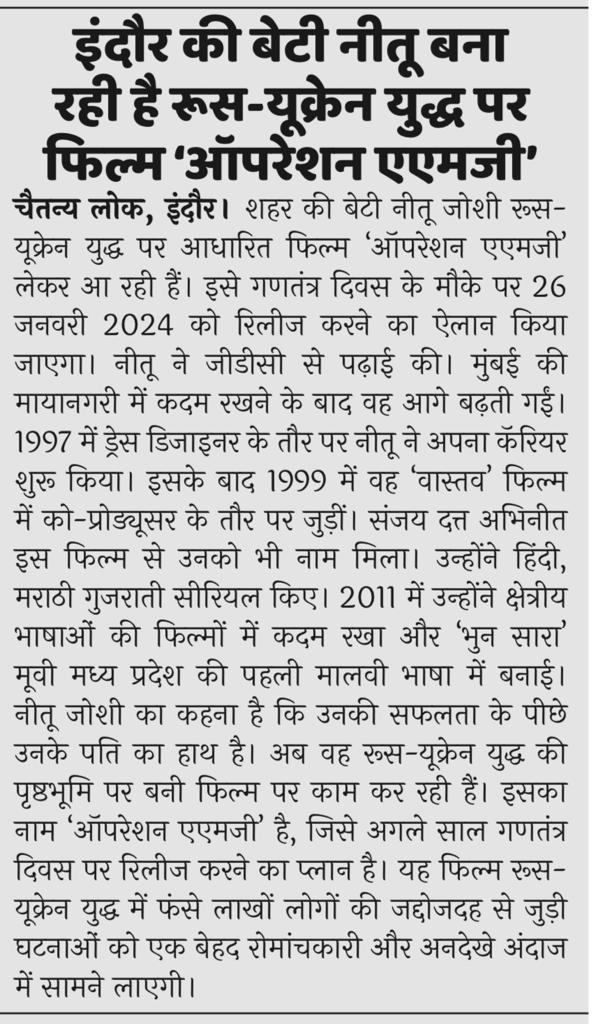 इंदौर की बेटी नीतू बना
रही है रूस-यूक्रेन युद्ध पर
फिल्म ‘ऑपरेशन एएमजी’
चैतन्य लोक, इंदौर। शहर की बेटी नीतू जोशी रूस-
यूक्रेन युद्ध पर आधारित फिल्म ‘ऑपरेशन एएमजी’
लेकर आ रही हैं। इसे गणतंत्र दिवस के मौके पर 26
जनवरी 2024 को रिलीज करने का ऐलान किया
जाएगा। नीतू ने जीडीसी से पढ़ाई की। मुंबई की
मायानगरी में कदम रखने के बाद वह आगे बढ़ती गईं।
1997 में ड्रेस डिजाइनर के तौर पर नीतू ने अपना कॅरियर
शुरू किया। इसके बाद 1999 में वह ‘वास्तव’ फिल्म
में को-प्रोड्यूसर के तौर पर जुड़ीं। संजय दत्त अभिनीत
इस फिल्म से उनको भी नाम मिला। उन्होंने हिंदी,
मराठी गुजराती सीरियल किए। 2011 में उन्होंने क्षेत्रीय
भाषाओं की फिल्मों में कदम रखा और ‘भुन सारा’
मूवी मध्य प्रदेश की पहली मालवी भाषा में बनाई।
नीतू जोशी का कहना है कि उनकी सफलता के पीछे
उनके पति का हाथ है। अब वह रूस-यूक्रेन युद्ध की
पृष्ठभूमि पर बनी फिल्म पर काम कर रही हैं। इसका
नाम ‘ऑपरेशन एएमजी’ है, जिसे अगले साल गणतंत्र
दिवस पर रिलीज करने का प्लान है। यह फिल्म रूस-
यूक्रेन युद्ध में फंसे लाखों लोगों की जद्दोजदह से जुड़ी
घटनाओं को एक बेहद रोमांचकारी और अनदेखे अंदाज
में सामने लाएगी।